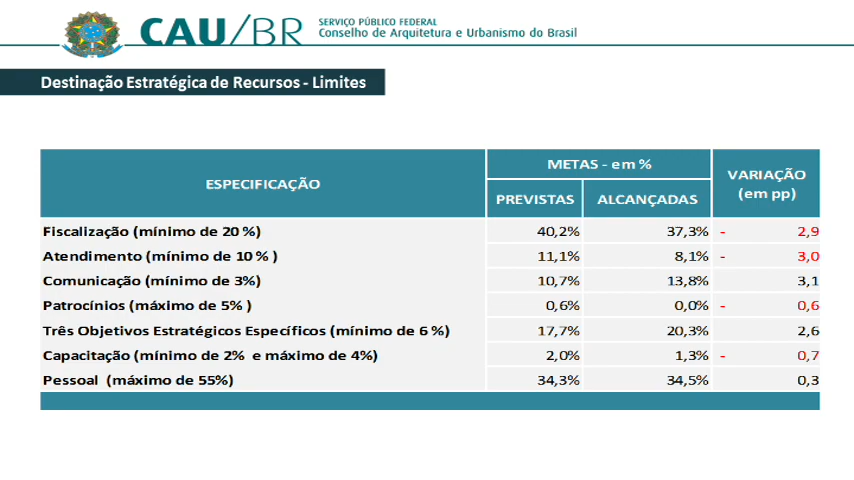 CAU/BR
SERVIÇO PÚBLICO FEDERAL
Conselho de Arquitetura e Urbanismo do Brasil
Destinação Estratégica de Recursos - Limites
ESPECIFICAÇÃO METAS - em % VARIAÇÃO (em pp)
PREVISTAS ALCANÇADAS
Fiscalização (mínimo de 20 %) 40,2% 37,3% - 2,9
Atendimento (mínimo de 10 % ) 11,1% 8,1% - 3,0
Comunicação (mínimo de 3%) 10,7% 13,8% 3,1
Patrocínios (máximo de 5% ) 0,6% 0,0% - 0,6
Três Objetivos Estratégicos Específicos (mínimo de 6 %) 17,7% 20,3% 2,6
Capacitação (mínimo de 2% e máximo de 4%) 2,0% 1,3% - 0,7
Pessoal (máximo de 55%) 34,3% 34,5% 0,3